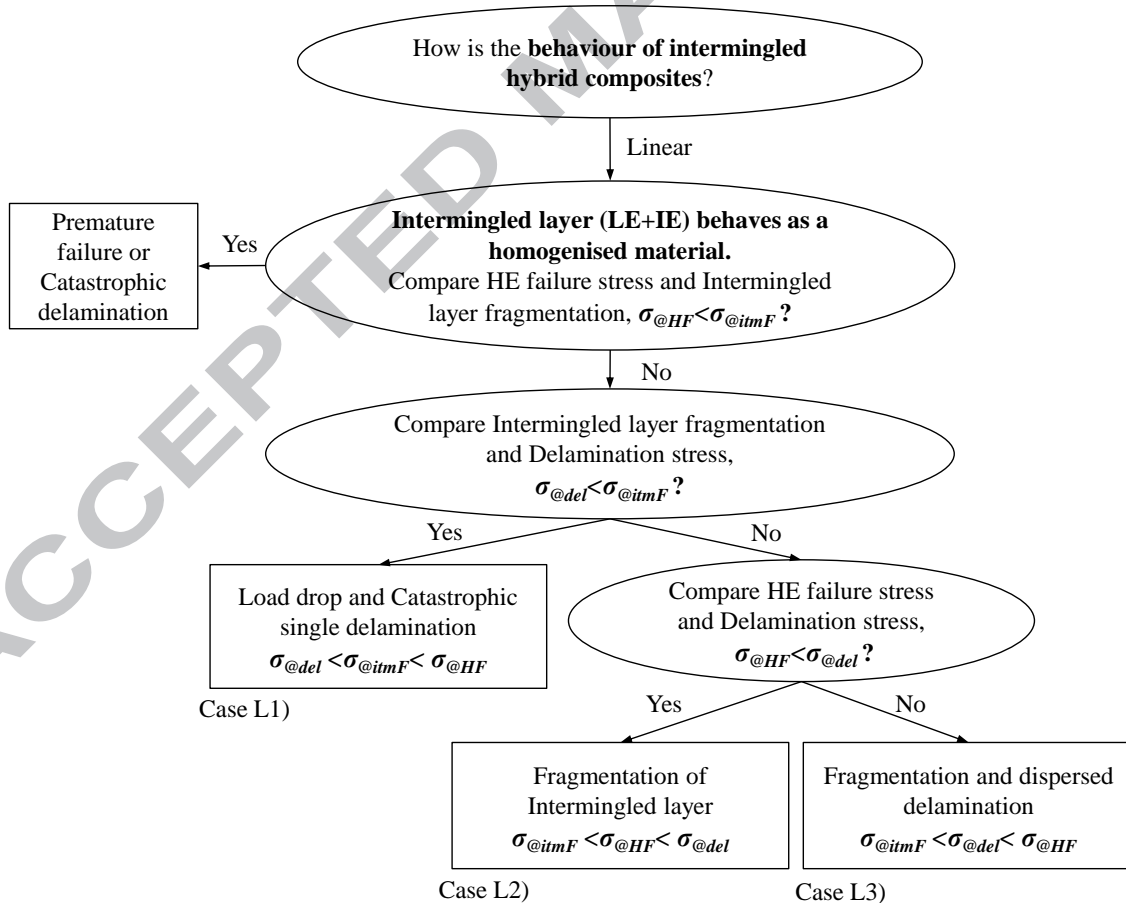 How is the behaviour of intermingled
hybrid composites?
Linear
Intermingled layer (LE+IE) behaves as a
homogenised material.
Compare HE failure stress and Intermingled
layer fragmentation, σ@HF<σ@itmF ?
Yes
Premature
failure or
Catastrophic
delamination
No
Compare Intermingled layer fragmentation
and Delamination stress,
σ@del<σ@itmF ?
Yes
No
Load drop and Catastrophic
single delamination
σ@del <σ@itmF< σ@HF
Case L1)
Compare HE failure stress
and Delamination stress,
σ@HF<σ@del ?
Yes
No
Fragmentation of
Intermingled layer
σ@itmF <σ@HF< σ@del
Case L2)
Fragmentation and dispersed
delamination
σ@itmF <σ@del< σ@HF
Case L3)
ACCEPTED MA